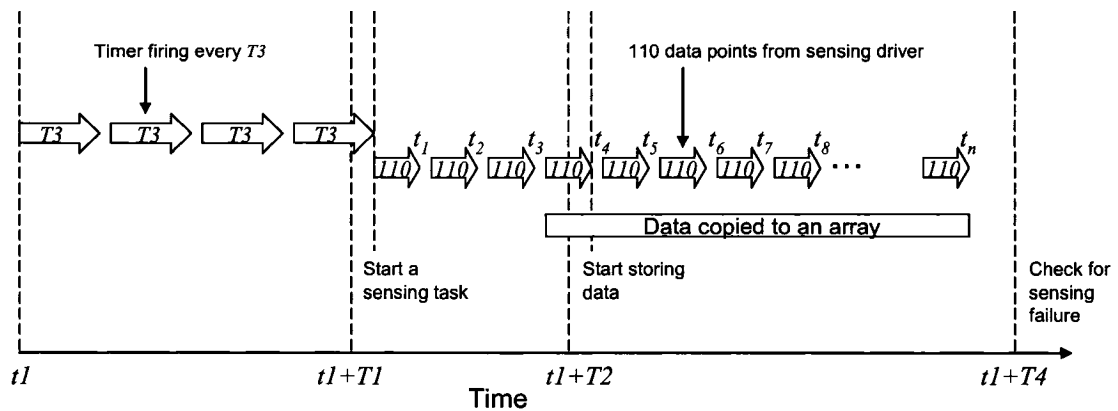 Timer firing every T3
110 data points from sensing driver
T3 T3 T3 T3
t1 t2 t3 t4 t5 t6 t7 t8 tn
110 110 110 110 110 110 110 110 ... 110
Data copied to an array
Start a
sensing task
Start storing
data
Check for
sensing
failure
t1 t1+T1 t1+T2 t1+T4
Time